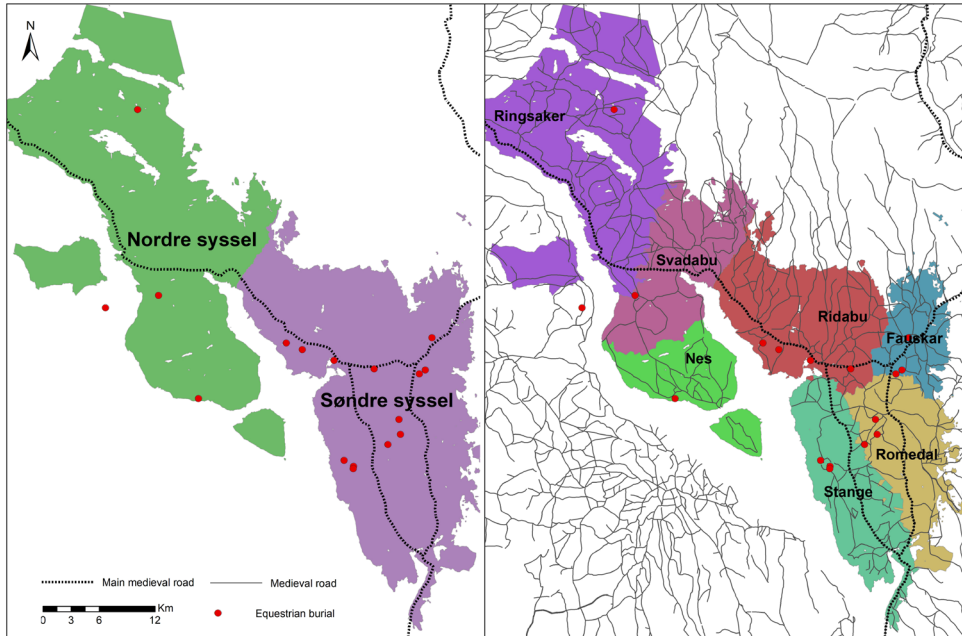 N
Nordre syssel
Søndre syssel
Main medieval road
Medieval road
0 3 6 12 Km
Equestrian burial
Ringsaker
Svadabu
Ridabu
Fauskar
Nes
Romedal
Stange